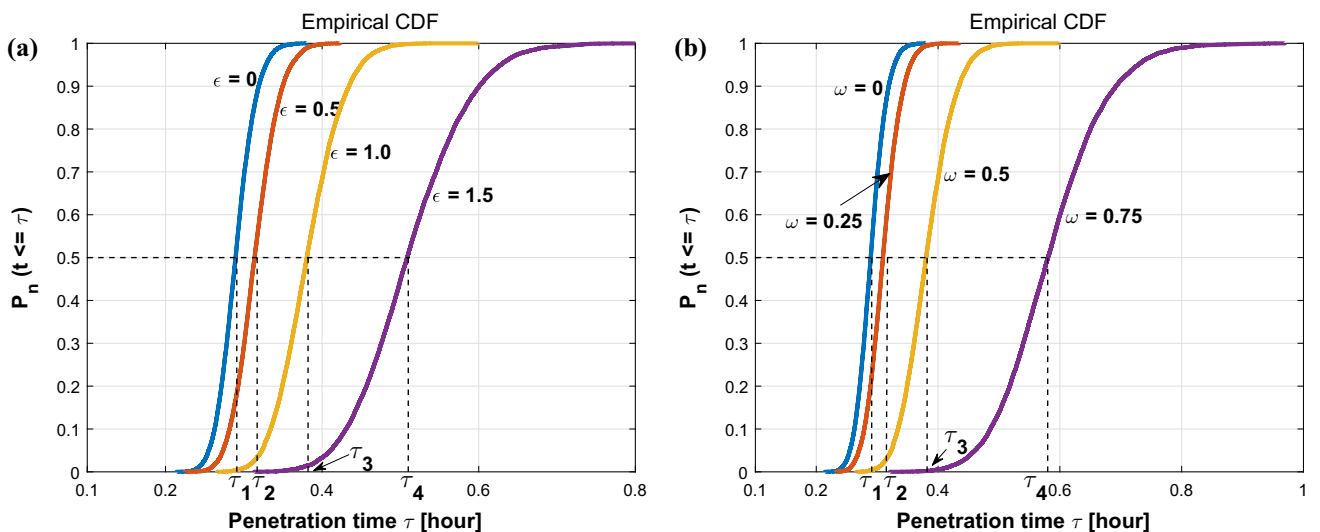 (a)
Empirical CDF
P_n (t <= τ)
1
0.9
0.8
0.7
0.6
0.5
0.4
0.3
0.2
0.1
0
ϵ = 0
ϵ = 0.5
ϵ = 1.0
ϵ = 1.5
τ_3
0.1
0.2
τ_1
τ_2
0.4
τ_4
0.6
0.8
Penetration time τ [hour]
(b)
Empirical CDF
P_n (t <= τ)
1
0.9
0.8
0.7
0.6
0.5
0.4
0.3
0.2
0.1
0
ω = 0
ω = 0.5
ω = 0.25
ω = 0.75
τ_3
0.1
0.2
τ_1
τ_2
0.4
τ_4
0.6
0.8
1
Penetration time τ [hour]